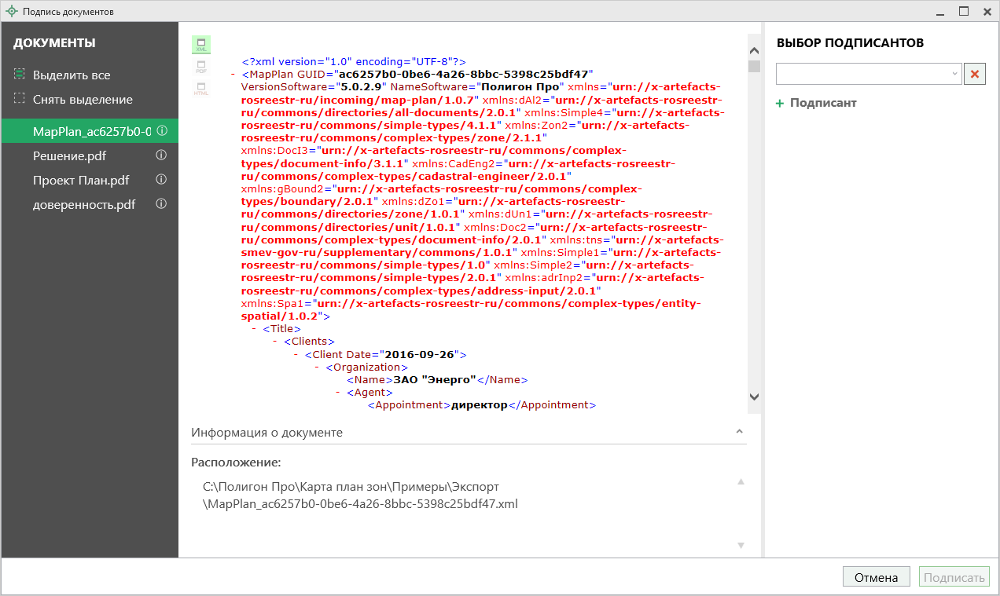 Подпись документов
ДОКУМЕНТЫ
Выделить все
Снять выделение
MapPlan_ac6257b0-0
Решение.pdf
Проект План.pdf
доверенность.pdf
XML
PDF
HTML
<?xml version="1.0" encoding="UTF-8"?>
- <MapPlan GUID="ac6257b0-0be6-4a26-8bbc-5398c25bdf47"
VersionSoftware="5.0.2.9" NameSoftware="Полигон Про" xmlns="urn://x-artefacts-
rosreestr-ru/incoming/map-plan/1.0.7" xmlns:dAl2="urn://x-artefacts-rosreestr-
ru/commons/directories/all-documents/2.0.1" xmlns:Simple4="urn://x-artefacts-
rosreestr-ru/commons/simple-types/4.1.1" xmlns:Zon2="urn://x-artefacts-
rosreestr-ru/commons/complex-types/zone/2.1.1"
xmlns:DocI3="urn://x-artefacts-rosreestr-ru/commons/complex-
types/document-info/3.1.1" xmlns:CadEng2="urn://x-artefacts-rosreestr-
ru/commons/complex-types/cadastral-engineer/2.0.1"
xmlns:gBound2="urn://x-artefacts-rosreestr-ru/commons/complex-
types/boundary/2.0.1" xmlns:dZo1="urn://x-artefacts-rosreestr-
ru/commons/directories/zone/1.0.1" xmlns:dUn1="urn://x-artefacts-rosreestr-
ru/commons/directories/unit/1.0.1" xmlns:Doc2="urn://x-artefacts-rosreestr-
ru/commons/complex-types/document-info/2.0.1" xmlns:tns="urn://x-artefacts-
smev-gov-ru/supplementary/commons/1.0.1" xmlns:Simple1="urn://x-artefacts-
rosreestr-ru/commons/simple-types/1.0" xmlns:Simple2="urn://x-artefacts-
rosreestr-ru/commons/simple-types/2.0.1" xmlns:adrInp2="urn://x-artefacts-
rosreestr-ru/commons/complex-types/address-input/2.0.1"
xmlns:Spa1="urn://x-artefacts-rosreestr-ru/commons/complex-types/entity-
spatial/1.0.2">
- <Title>
- <Clients>
- <Client Date="2016-09-26">
- <Organization>
<Name>ЗАО "Энерго"</Name>
- <Agent>
<Appointment>директор</Appointment>
Информация о документе
Расположение:
C:\Полигон Про\Карта план зон\Примеры\Экспорт
\MapPlan_ac6257b0-0be6-4a26-8bbc-5398c25bdf47.xml
ВЫБОР ПОДПИСАНТОВ
+ Подписант
Отмена
Подписать